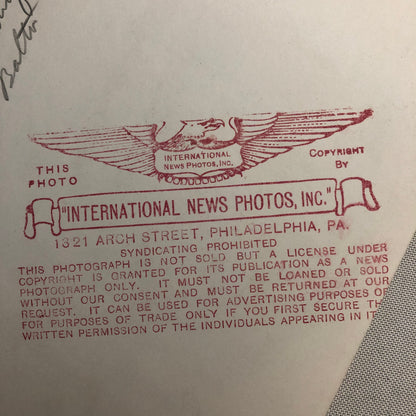 Balto
INTERNATIONAL
NEWS PHOTOS, INC.
THIS
PHOTO
COPYRIGHT
BY
"INTERNATIONAL NEWS PHOTOS, INC."
1321 ARCH STREET, PHILADELPHIA, PA.
SYNDICATING PROHIBITED
THIS PHOTOGRAPH IS NOT SOLD BUT A LICENSE UNDER
COPYRIGHT IS GRANTED FOR ITS PUBLICATION AS A NEWS
PHOTOGRAPH ONLY. IT MUST NOT BE LOANED OR SOLD
WITHOUT OUR CONSENT AND MUST BE RETURNED AT OUR
REQUEST. IT CAN BE USED FOR ADVERTISING PURPOSES OR
FOR PURPOSES OF TRADE ONLY IF YOU FIRST SECURE THE
WRITTEN PERMISSION OF THE INDIVIDUALS APPEARING IN IT.